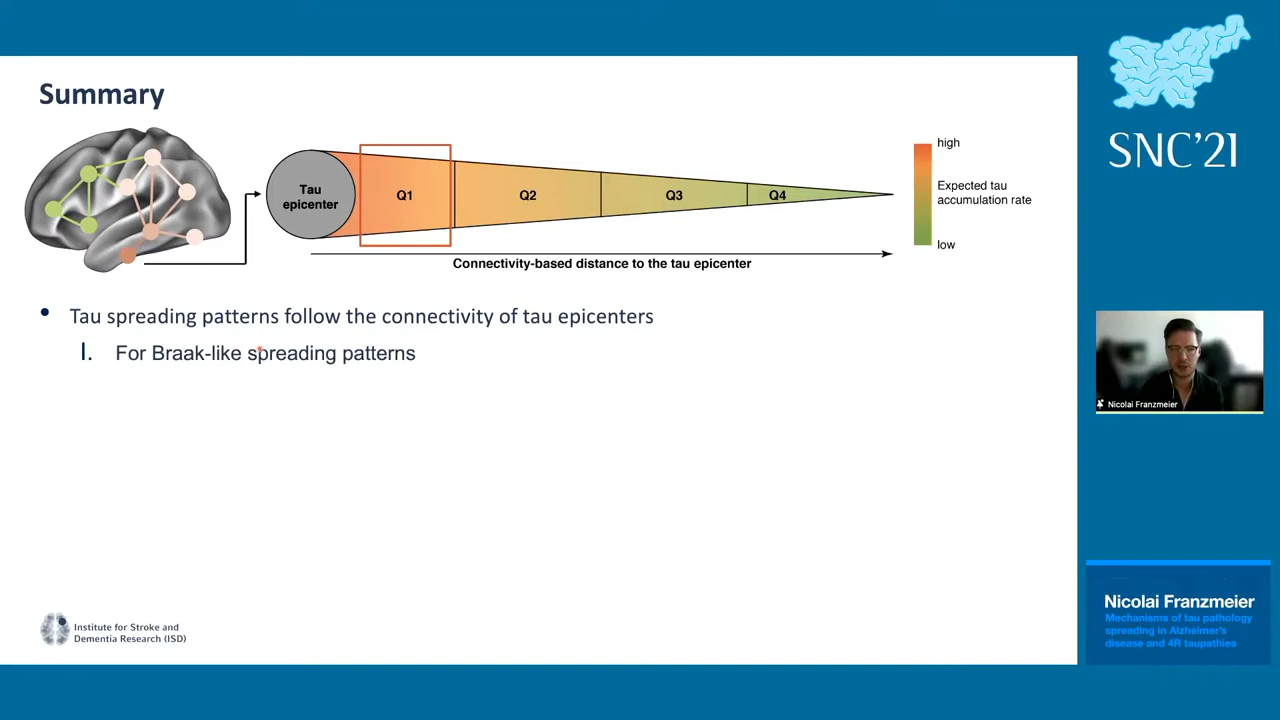 Summary
Tau
epicenter
Q1
Q2
Q3
Q4
Connectivity-based distance to the tau epicenter
high
Expected tau
accumulation rate
low
• Tau spreading patterns follow the connectivity of tau epicenters
I. For Braak-like spreading patterns
Institute for Stroke and
Dementia Research (ISD)
SNC'21
Nicolai Franzmeier
Nicolai Franzmeier
Mechanisms of tau pathology
spreading in Alzheimer's
disease and 4R taupathies